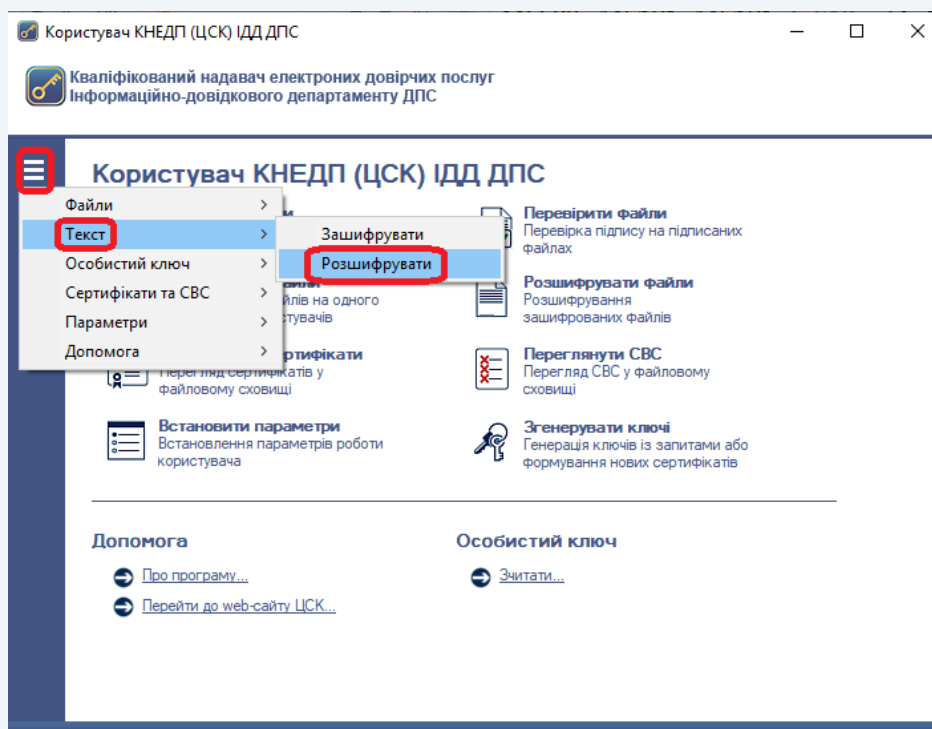 Користувач КНЕДП (ЦСК) ІДД ДПС
Кваліфікований надавач електроних довірчих послуг
Інформаційно-довідкового департаменту ДПС
Користувач КНЕДП (ЦСК) ІДД ДПС
Файли
Текст
Особистий ключ
Сертифікати та СВС
Параметри
Допомога
Зашифрувати
Розшифрувати
Перевірити файли
Перевірка підпису на підписаних
файлах
на одного
Розшифрувати файли
Розшифрування
зашифрованих файлів
Перегляд сертифікатів у
файловому сховищі
Переглянути СВС
Перегляд СВС у файловому
сховищі
Встановити параметри
Встановлення параметрів роботи
користувача
Згенерувати ключі
Генерація ключів із запитами або
формування нових сертифікатів
Допомога
Про програму...
Перейти до web-сайту ЦСК...
Особистий ключ
Зчитати...